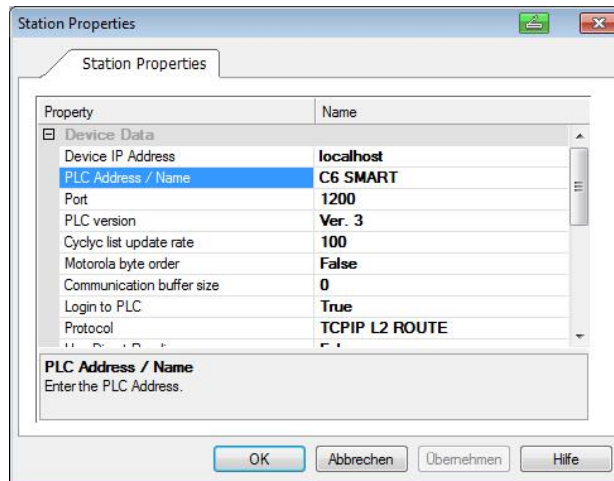 Station Properties
Station Properties
Property Name
Device Data
Device IP Address localhost
PLC Address / Name C6 SMART
Port 1200
PLC version Ver. 3
Cyclyc list update rate 100
Motorola byte order False
Communication buffer size 0
Login to PLC True
Protocol TCPIP L2 ROUTE
PLC Address / Name
Enter the PLC Address.
OK Abbrechen Übernehmen Hilfe